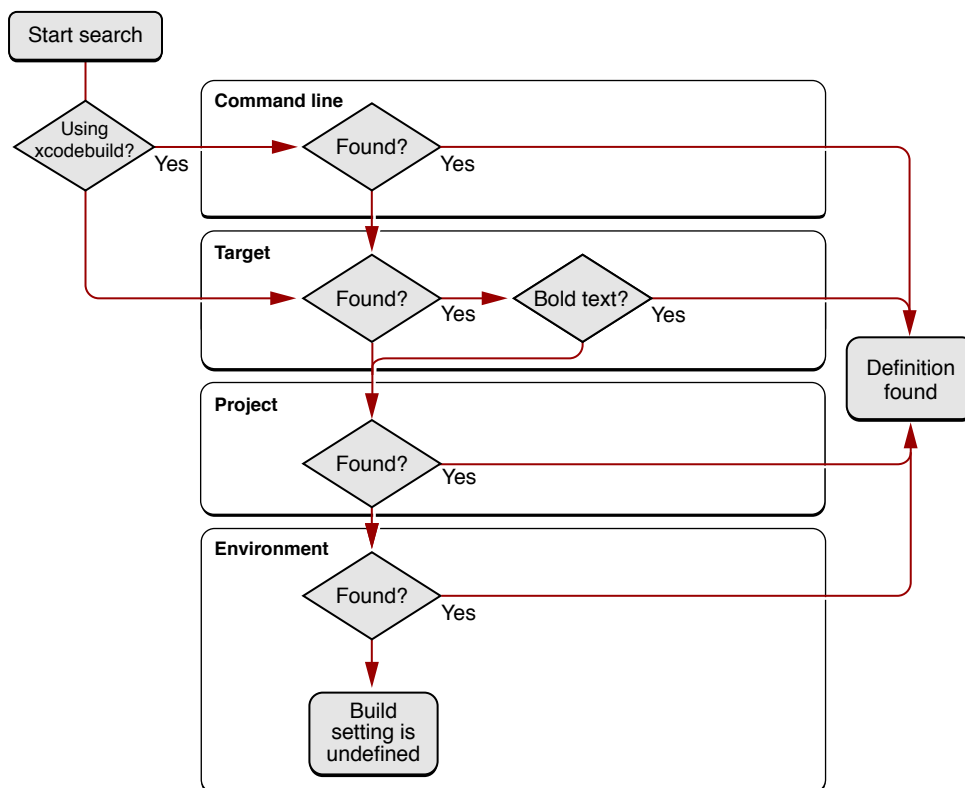 Start search
Using
xcodebuild?
Yes
Command line
Found?
Yes
Target
Found?
Yes
Bold text?
Yes
Definition
found
Project
Found?
Yes
Environment
Found?
Yes
Build
setting is
undefined